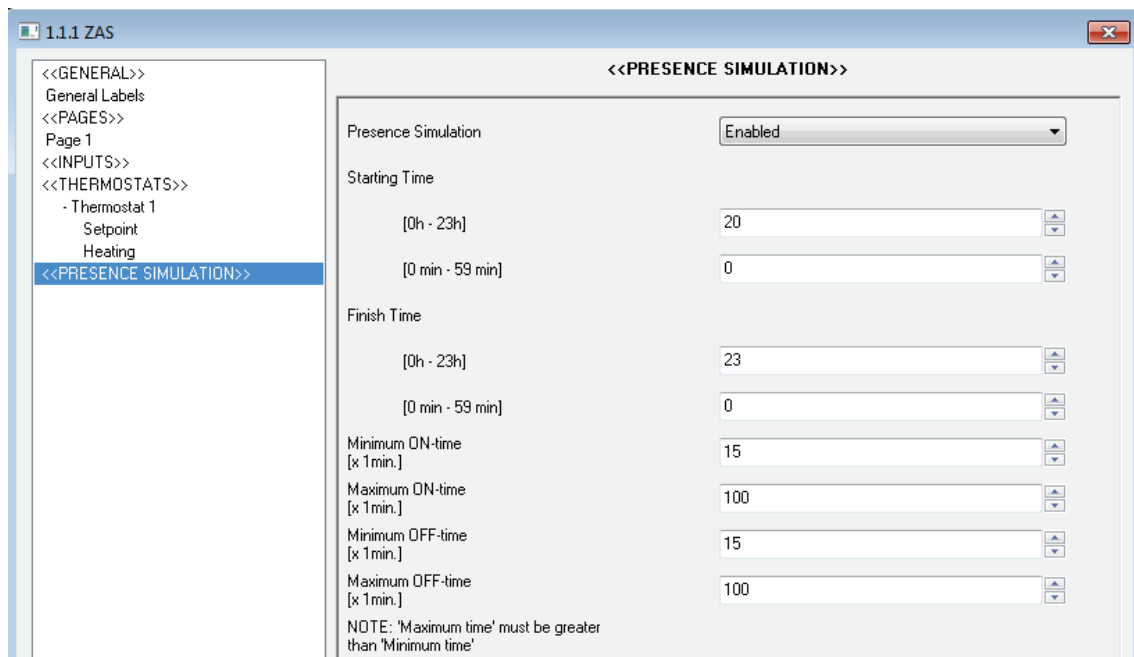 1.1.1 ZAS
<<GENERAL>>
General Labels
<<PAGES>>
Page 1
<<INPUTS>>
<<THERMOSTATS>>
- Thermostat 1
Setpoint
Heating
<<PRESENCE SIMULATION>>
<<PRESENCE SIMULATION>>
Presence Simulation Enabled
Starting Time
[0h - 23h] 20
[0 min - 59 min] 0
Finish Time
[0h - 23h] 23
[0 min - 59 min] 0
Minimum ON-time
[x 1min.] 15
Maximum ON-time
[x 1min.] 100
Minimum OFF-time
[x 1min.] 15
Maximum OFF-time
[x 1min.] 100
NOTE: 'Maximum time' must be greater
than 'Minimum time'